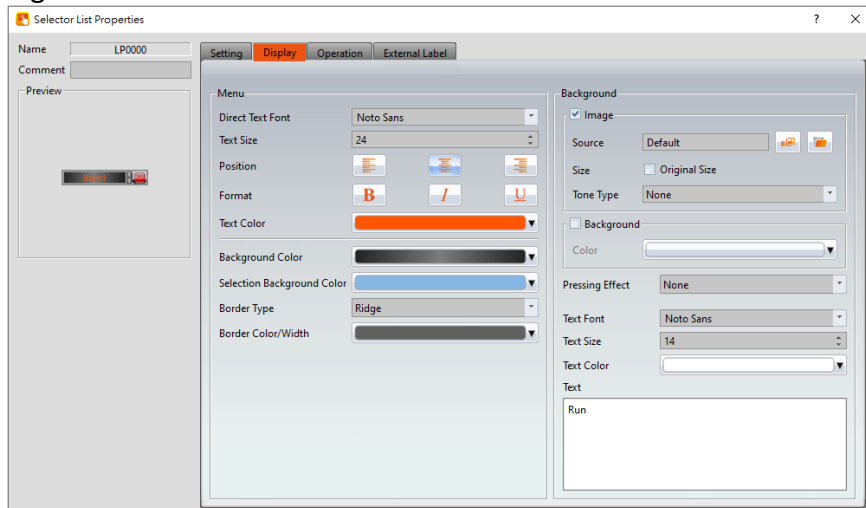 Selector List Properties
Name LP0000
Comment
Preview
Setting Display Operation External Label
Menu
Direct Text Font Noto Sans
Text Size 24
Position
Format B I U
Text Color
Background Color
Selection Background Color
Border Type Ridge
Border Color/Width
Background
Image
Source Default
Size Original Size
Tone Type None
Background
Color
Pressing Effect None
Text Font Noto Sans
Text Size 14
Text Color
Text
Run